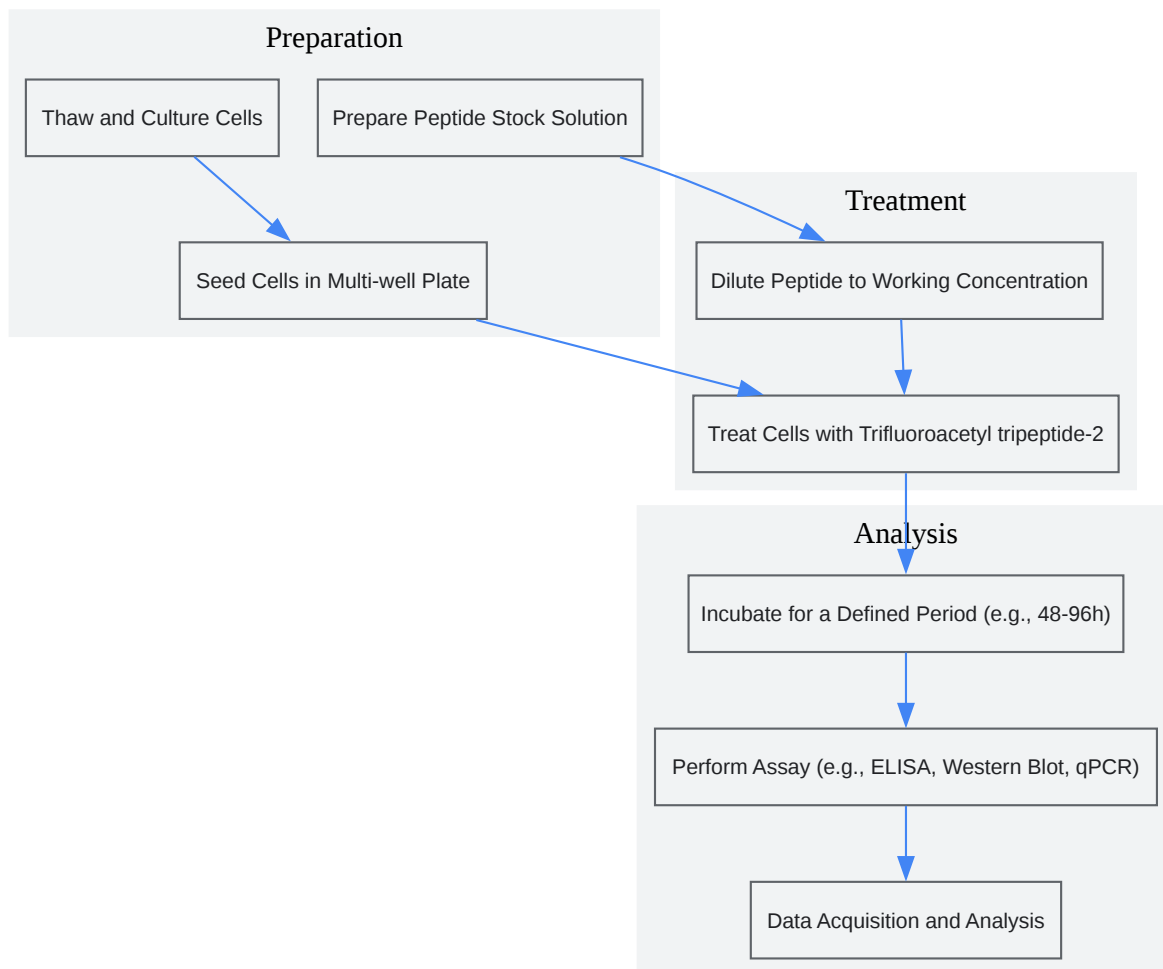 Preparation
Thaw and Culture Cells
Prepare Peptide Stock Solution
Seed Cells in Multi-well Plate
Treatment
Dilute Peptide to Working Concentration
Treat Cells with Trifluoroacetyl tripeptide-2
Analysis
Incubate for a Defined Period (e.g., 48-96h)
Perform Assay (e.g., ELISA, Western Blot, qPCR)
Data Acquisition and Analysis